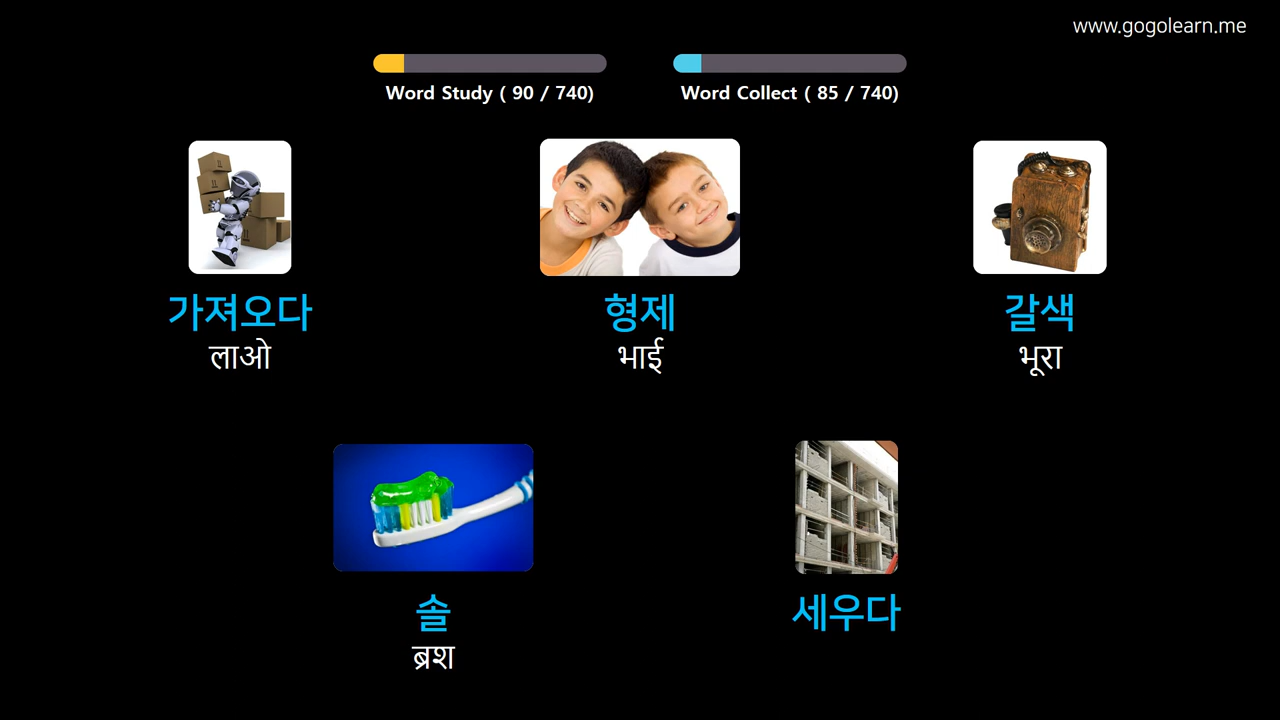 www.gogolearn.me
Word Study ( 90 / 740)
Word Collect ( 85 / 740)
가져오다
लाओ
형제
भाई
갈색
भूरा
솔
ब्रश
세우다